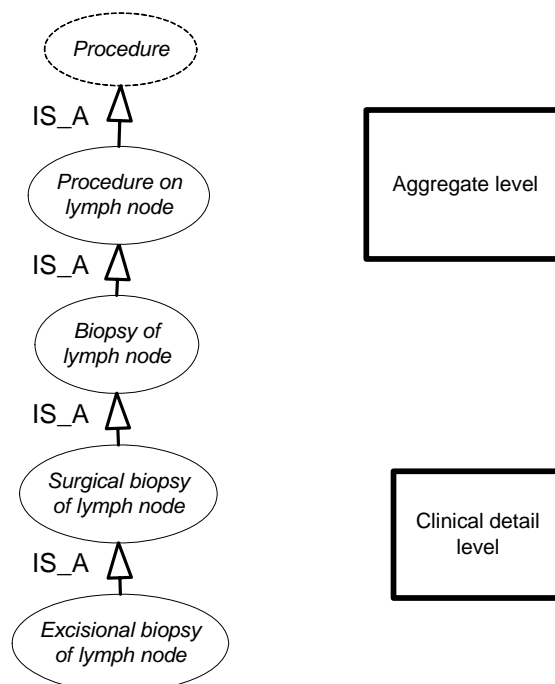 Procedure
IS_A
Procedure on
lymph node
Aggregate level
IS_A
Biopsy of
lymph node
IS_A
Surgical biopsy
of lymph node
Clinical detail
level
IS_A
Excisional biopsy
of lymph node